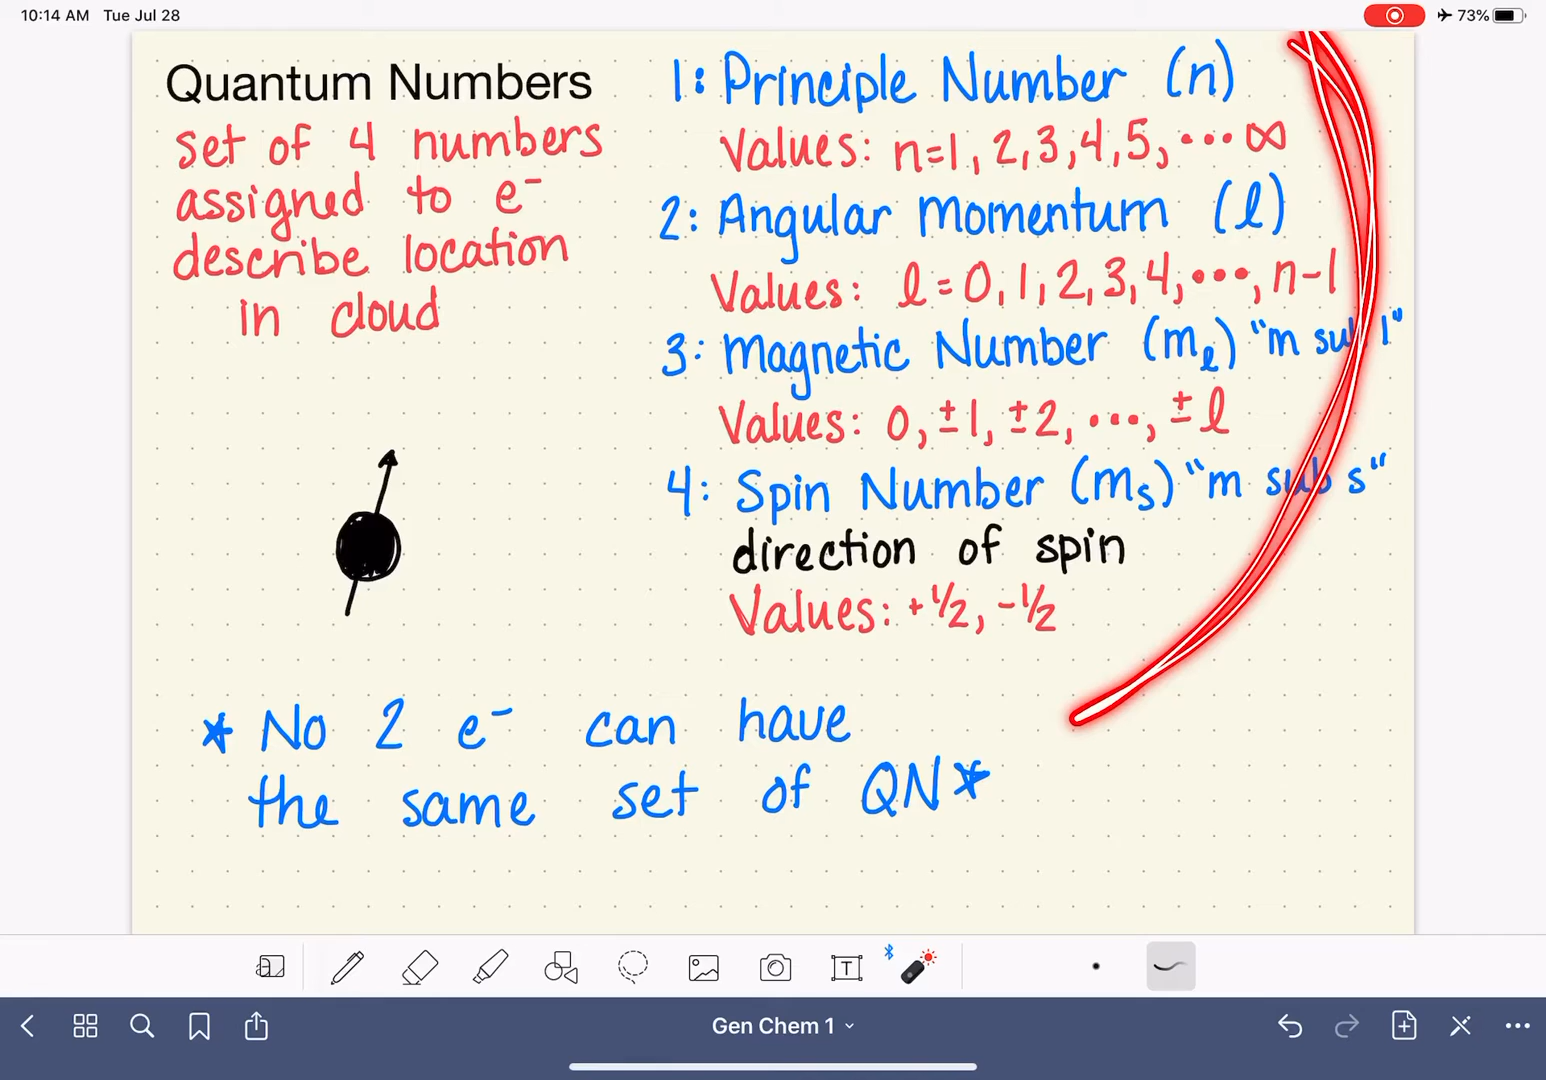 10:14 AM Tue Jul 28
73%
Quantum Numbers
set of 4 numbers
assigned to e⁻
describe location
in cloud
1: Principle Number (n)
Values: n=1, 2, 3, 4, 5, ... ∞
2: Angular Momentum (l)
Values: l = 0, 1, 2, 3, 4, ..., n-1
3: Magnetic Number (mₗ) "m sub l"
Values: 0, ±1, ±2, ..., ±l
4: Spin Number (mₛ) "m sub s"
direction of spin
Values: +1/2, -1/2
* No 2 e⁻ can have
the same set of QN *
T
Gen Chem 1